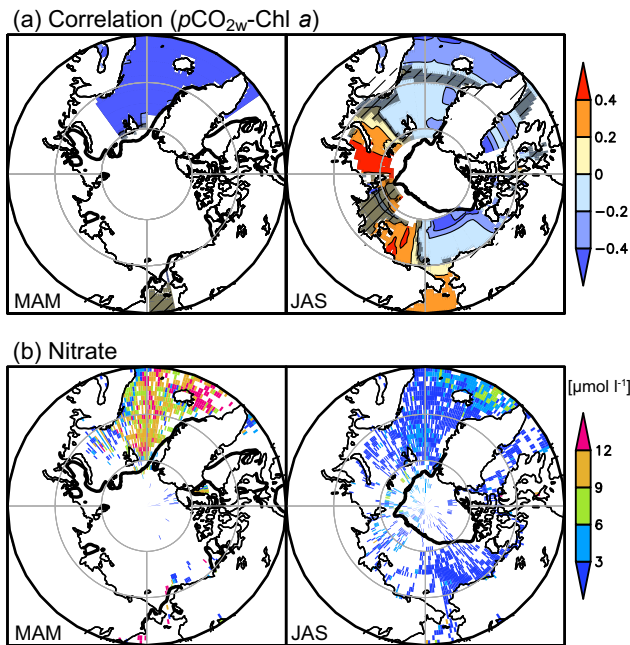 (a) Correlation (pCO2w-Chl a)
MAM
JAS
0.4
0.2
0
−0.2
−0.4
(b) Nitrate
[μmol l-1]
MAM
JAS
12
9
6
3